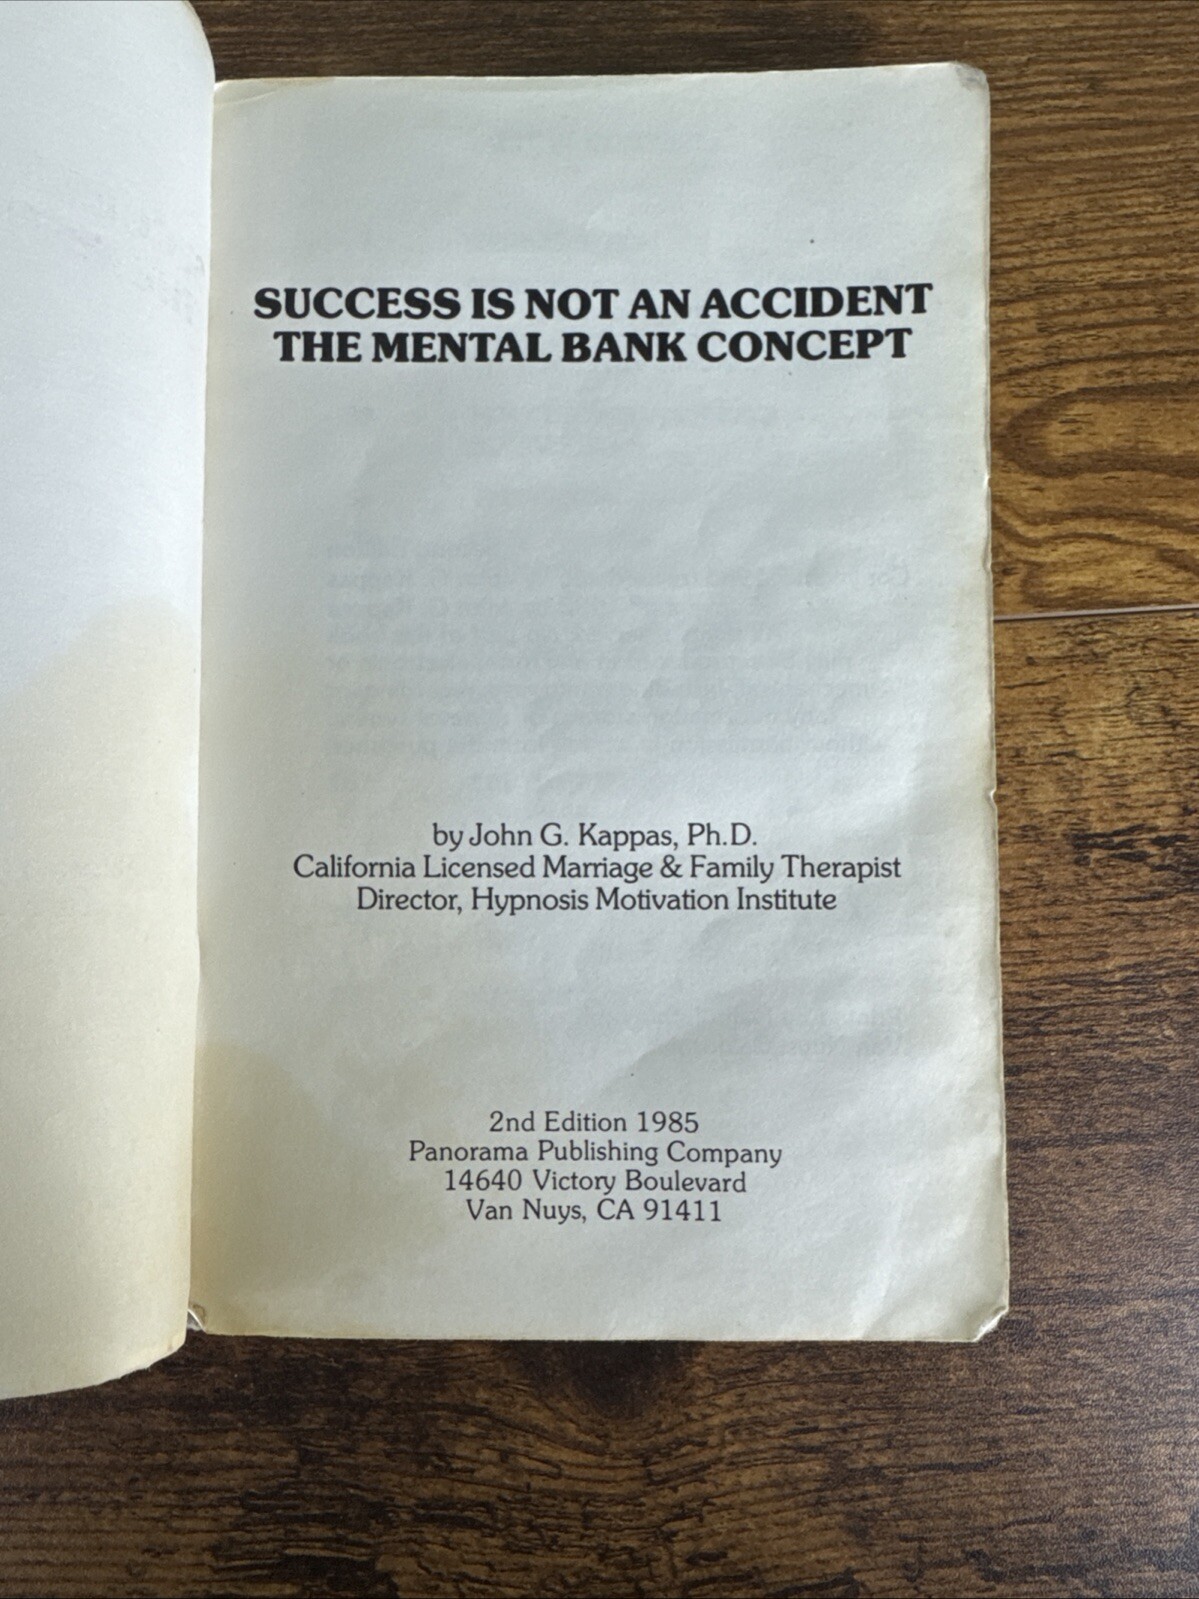 SUCCESS IS NOT AN ACCIDENT
THE MENTAL BANK CONCEPT
by John G. Kappas, Ph.D.
California Licensed Marriage & Family Therapist
Director, Hypnosis Motivation Institute
2nd Edition 1985
Panorama Publishing Company
14640 Victory Boulevard
Van Nuys, CA 91411